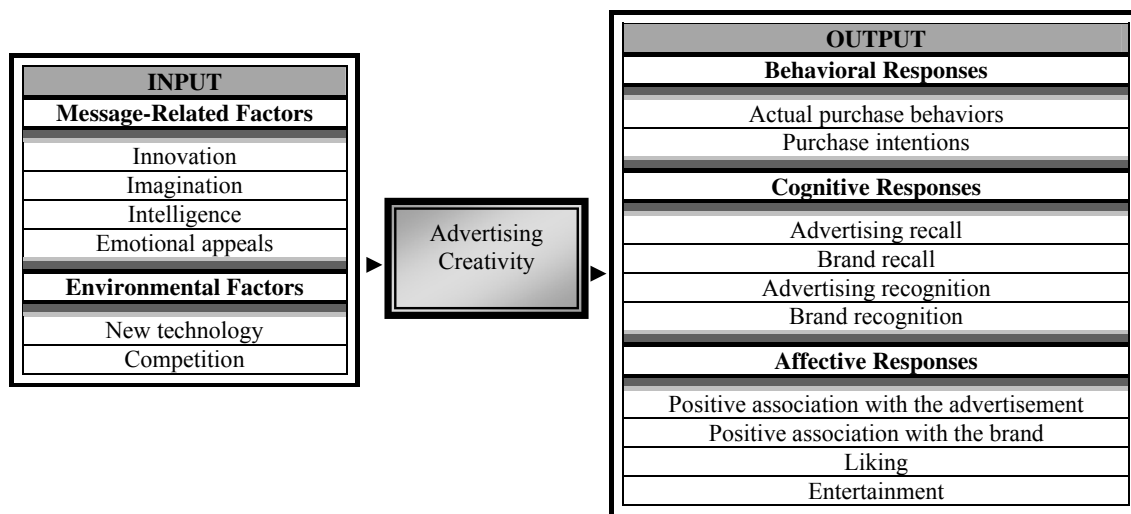 INPUT
Message-Related Factors
Innovation
Imagination
Intelligence
Emotional appeals
Environmental Factors
New technology
Competition
Advertising
Creativity
OUTPUT
Behavioral Responses
Actual purchase behaviors
Purchase intentions
Cognitive Responses
Advertising recall
Brand recall
Advertising recognition
Brand recognition
Affective Responses
Positive association with the advertisement
Positive association with the brand
Liking
Entertainment